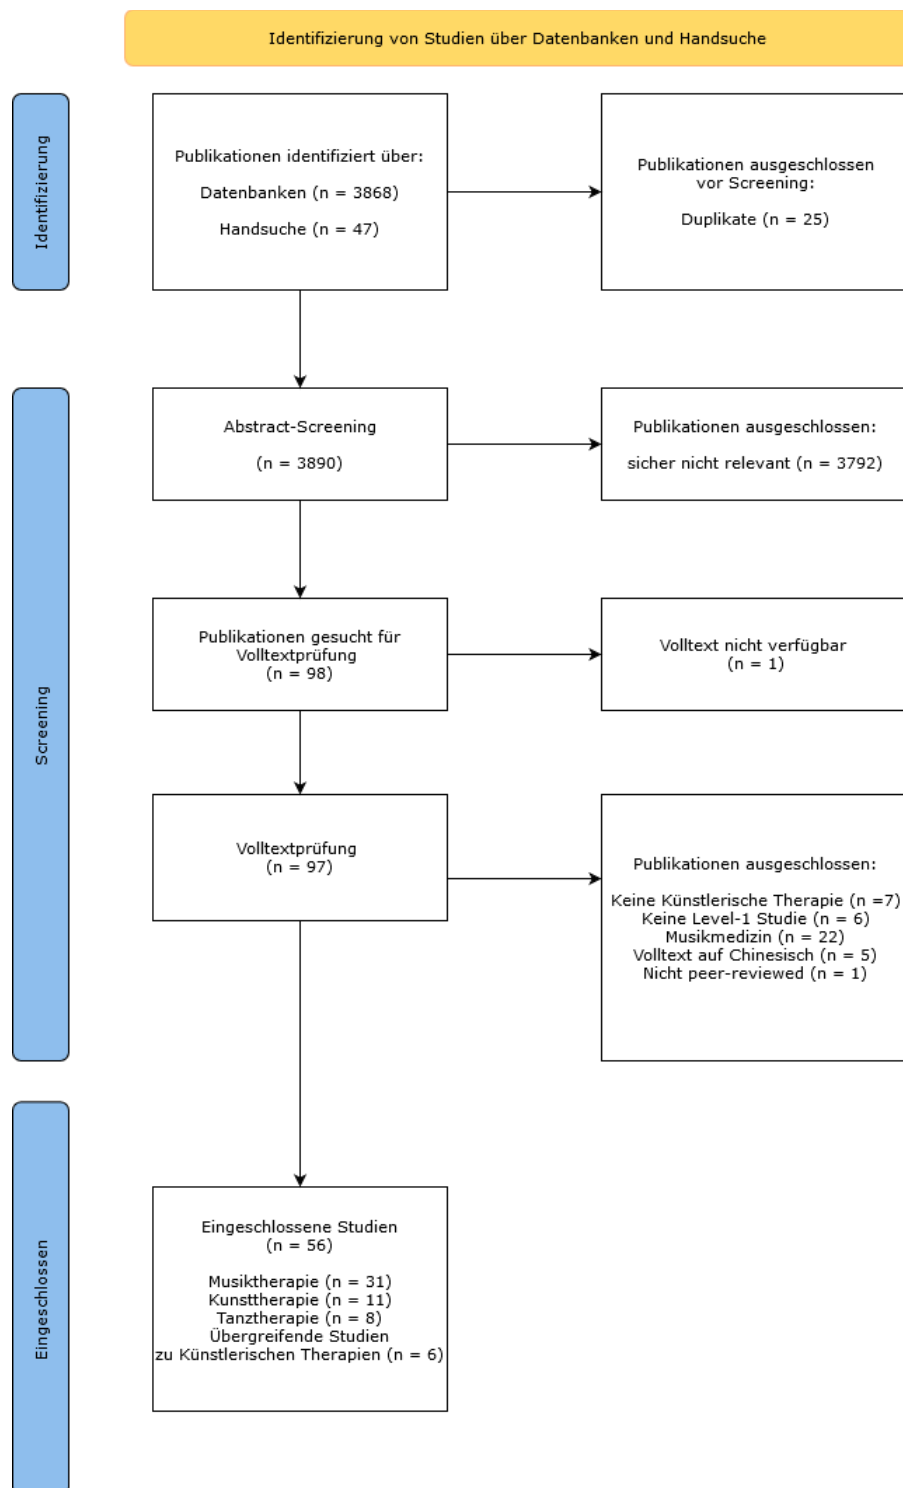 Identifizierung von Studien über Datenbanken und Handsuche
Identifizierung
Publikationen identifiziert über:
Datenbanken (n = 3868)
Handsuche (n = 47)
Publikationen ausgeschlossen
vor Screening:
Duplikate (n = 25)
Screening
Abstract-Screening
(n = 3890)
Publikationen ausgeschlossen:
sicher nicht relevant (n = 3792)
Publikationen gesucht für
Volltextprüfung
(n = 98)
Volltext nicht verfügbar
(n = 1)
Volltextprüfung
(n = 97)
Publikationen ausgeschlossen:
Keine Künstlerische Therapie (n =7)
Keine Level-1 Studie (n = 6)
Musikmedizin (n = 22)
Volltext auf Chinesisch (n = 5)
Nicht peer-reviewed (n = 1)
Eingeschlossen
Eingeschlossene Studien
(n = 56)
Musiktherapie (n = 31)
Kunsttherapie (n = 11)
Tanztherapie (n = 8)
Übergreifende Studien
zu Künstlerischen Therapien (n = 6)